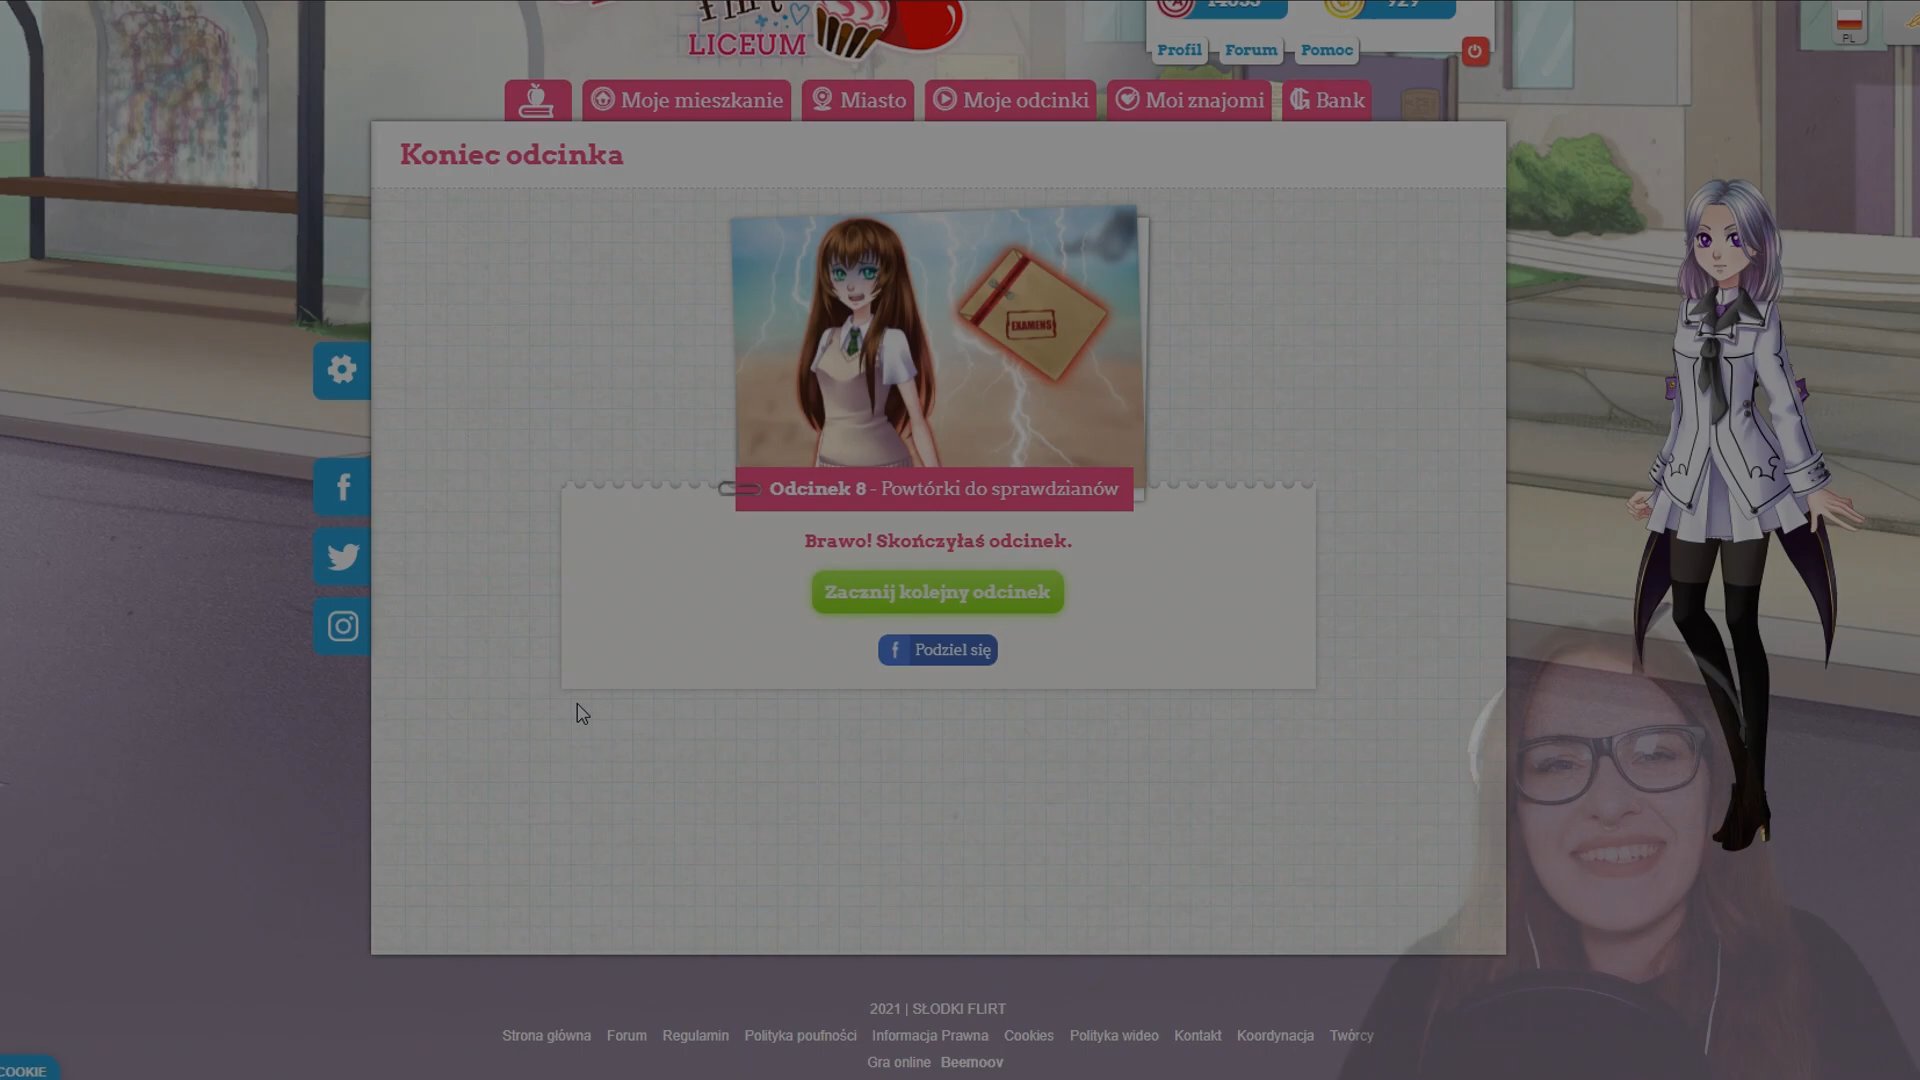 LICEUM
Profil
Forum
Pomoc
PL
Moje mieszkanie
Miasto
Moje odcinki
Moi znajomi
Bank
Koniec odcinka
EXAMENS
Odcinek 8 - Powtórki do sprawdzianów
Brawo! Skończyłaś odcinek.
Zacznij kolejny odcinek
Podziel się
2021 | SŁODKI FLIRT
Strona główna Forum Regulamin Polityka poufności Informacja Prawna Cookies Polityka wideo Kontakt Koordynacja Twórcy
Gra online Beemoov
COOKIE